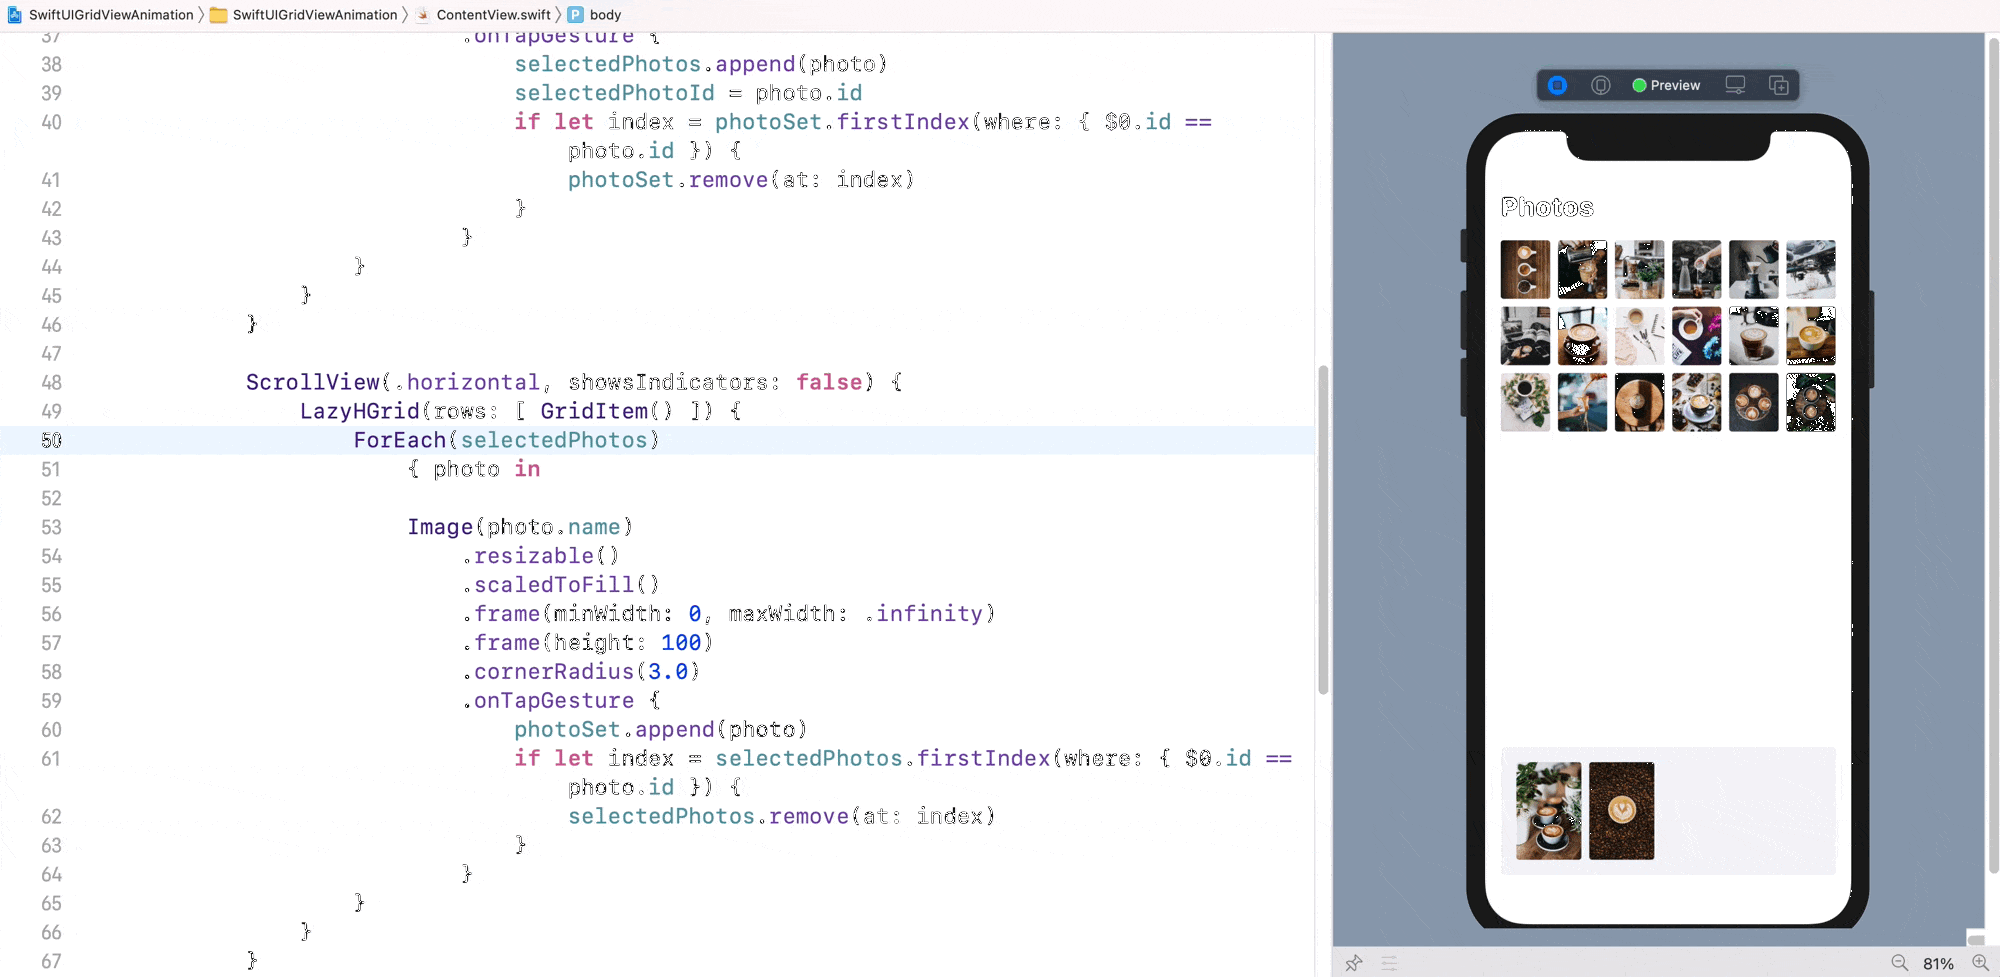 SwiftUIGridViewAnimation SwiftUIGridViewAnimation ContentView.swift P body
37 .onTapGesture {
38 selectedPhotos.append(photo)
39 selectedPhotoId = photo.id
40 if let index = photoSet.firstIndex(where: { $0.id ==
photo.id }) {
41 photoSet.remove(at: index)
42 }
43 }
44 }
45 }
46 }
47
48 ScrollView(.horizontal, showsIndicators: false) {
49 LazyHGrid(rows: [ GridItem() ]) {
50 ForEach(selectedPhotos)
51 { photo in
52
53 Image(photo.name)
54 .resizable()
55 .scaledToFill()
56 .frame(minWidth: 0, maxWidth: .infinity)
57 .frame(height: 100)
58 .cornerRadius(3.0)
59 .onTapGesture {
60 photoSet.append(photo)
61 if let index = selectedPhotos.firstIndex(where: { $0.id ==
photo.id }) {
62 selectedPhotos.remove(at: index)
63 }
64 }
65 }
66 }
67 }
Preview
Photos
81%